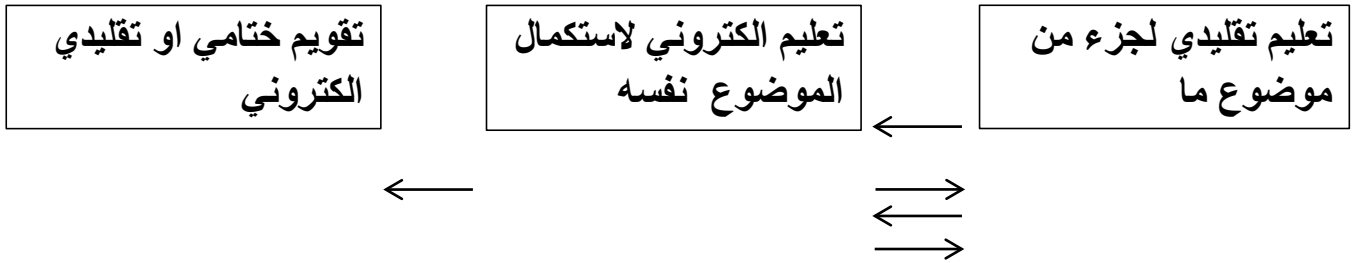 تعليم تقليدي لجزء من
موضوع ما
تعليم الكتروني لاستكمال
الموضوع نفسه
تقويم ختامي او تقليدي
الكتروني